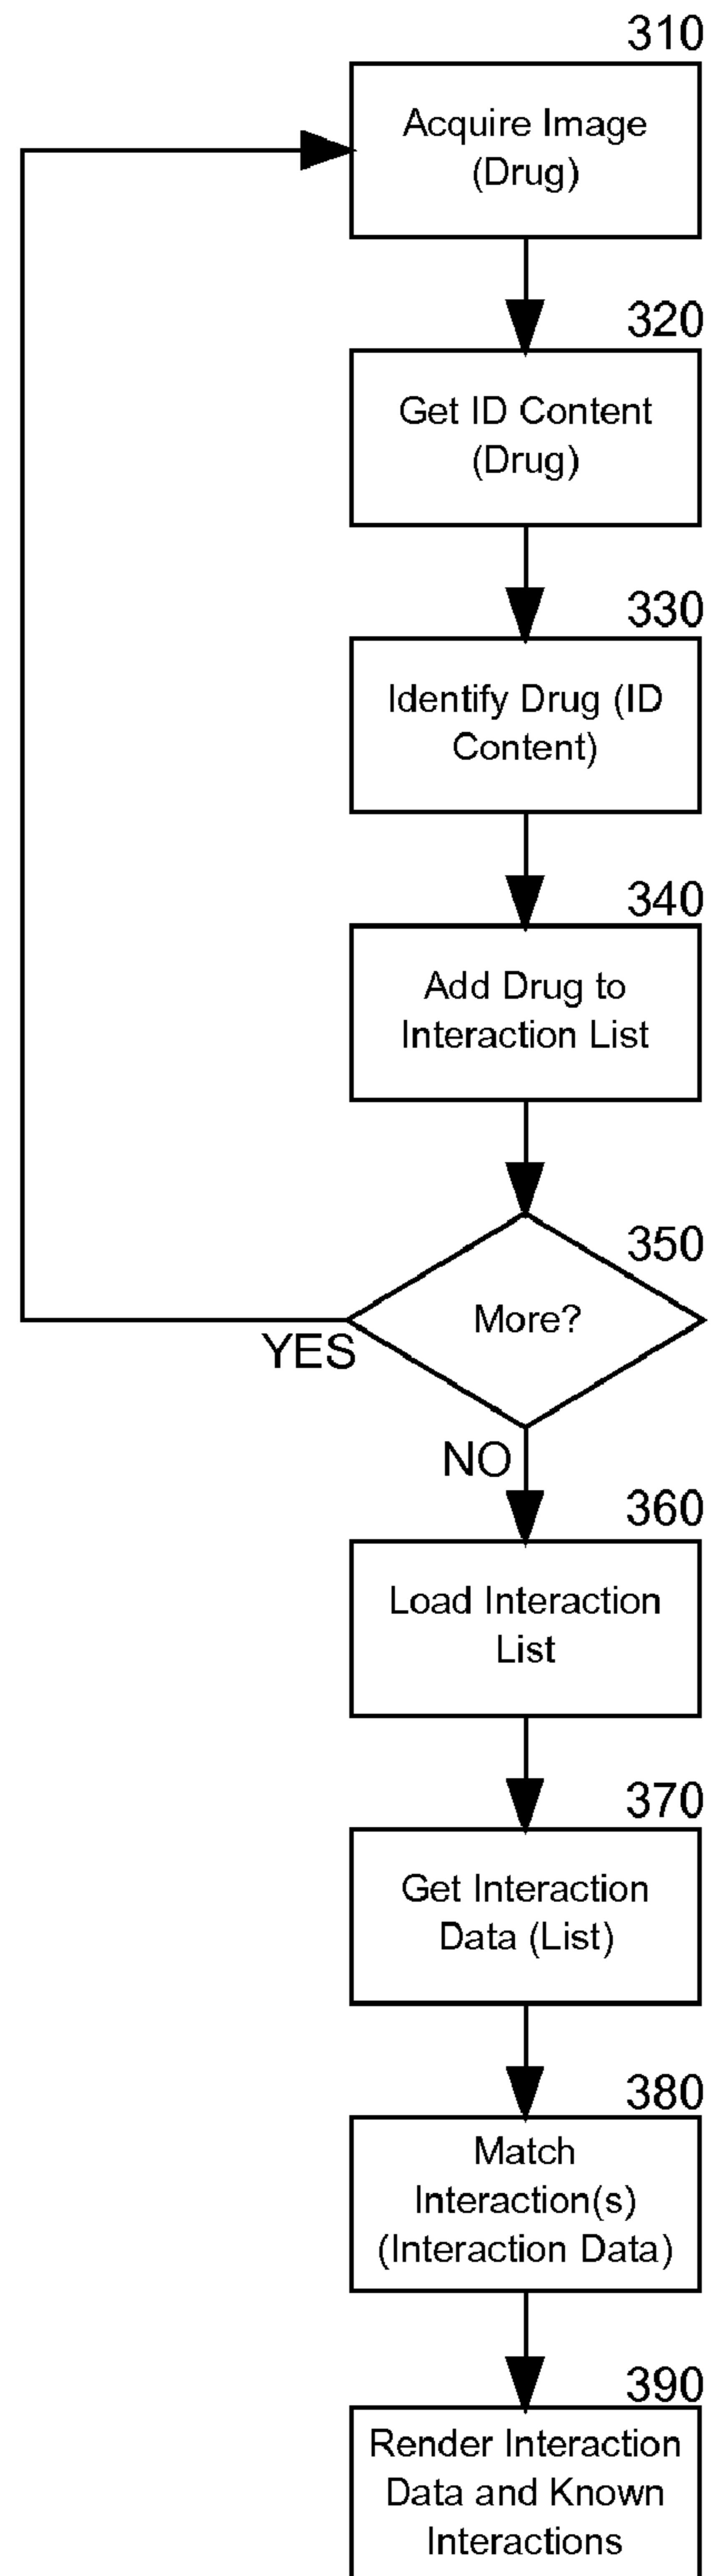 310
Acquire Image
(Drug)
320
Get ID Content
(Drug)
330
Identify Drug (ID
Content)
340
Add Drug to
Interaction List
350
More?
YES
NO
360
Load Interaction
List
370
Get Interaction
Data (List)
380
Match
Interaction(s)
(Interaction Data)
390
Render Interaction
Data and Known
Interactions